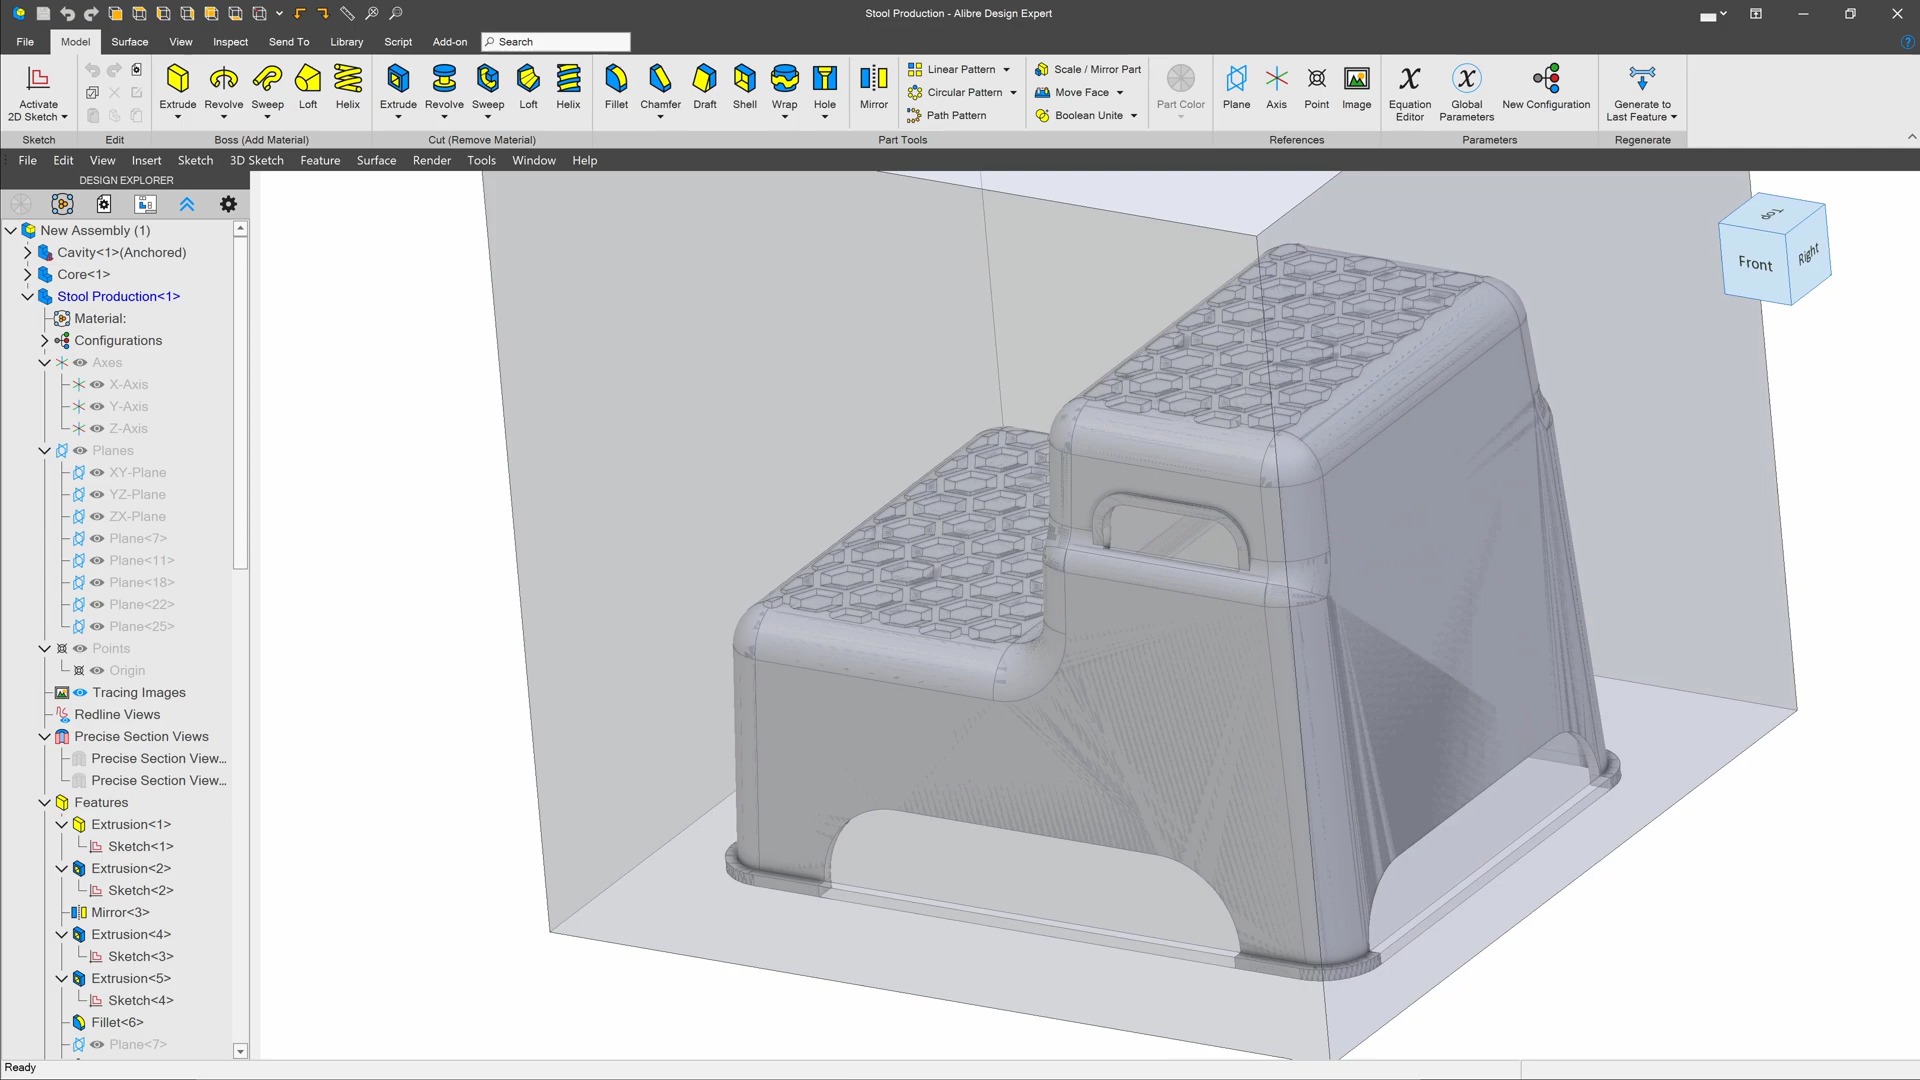 Stool Production - Alibre Design Expert
File
Model
Surface
View
Inspect
Send To
Library
Script
Add-on
Search
Activate
2D Sketch
Sketch
Edit
Extrude
Revolve
Sweep
Loft
Helix
Boss (Add Material)
Extrude
Revolve
Sweep
Loft
Helix
Cut (Remove Material)
Fillet
Chamfer
Draft
Shell
Wrap
Hole
Mirror
Linear Pattern
Circular Pattern
Path Pattern
Scale / Mirror Part
Move Face
Boolean Unite
Part Color
Part Tools
Plane
Axis
Point
Image
References
Equation
Editor
Global
Parameters
New Configuration
Parameters
Generate to
Last Feature
Regenerate
File
Edit
View
Insert
Sketch
3D Sketch
Feature
Surface
Render
Tools
Window
Help
DESIGN EXPLORER
New Assembly (1)
Cavity<1>(Anchored)
Core<1>
Stool Production<1>
Material:
Configurations
Axes
X-Axis
Y-Axis
Z-Axis
Planes
XY-Plane
YZ-Plane
ZX-Plane
Plane<7>
Plane<11>
Plane<18>
Plane<22>
Plane<25>
Points
Origin
Tracing Images
Redline Views
Precise Section Views
Precise Section View...
Precise Section View...
Features
Extrusion<1>
Sketch<1>
Extrusion<2>
Sketch<2>
Mirror<3>
Extrusion<4>
Sketch<3>
Extrusion<5>
Sketch<4>
Fillet<6>
Plane<7>
Top
Front
Right
Ready